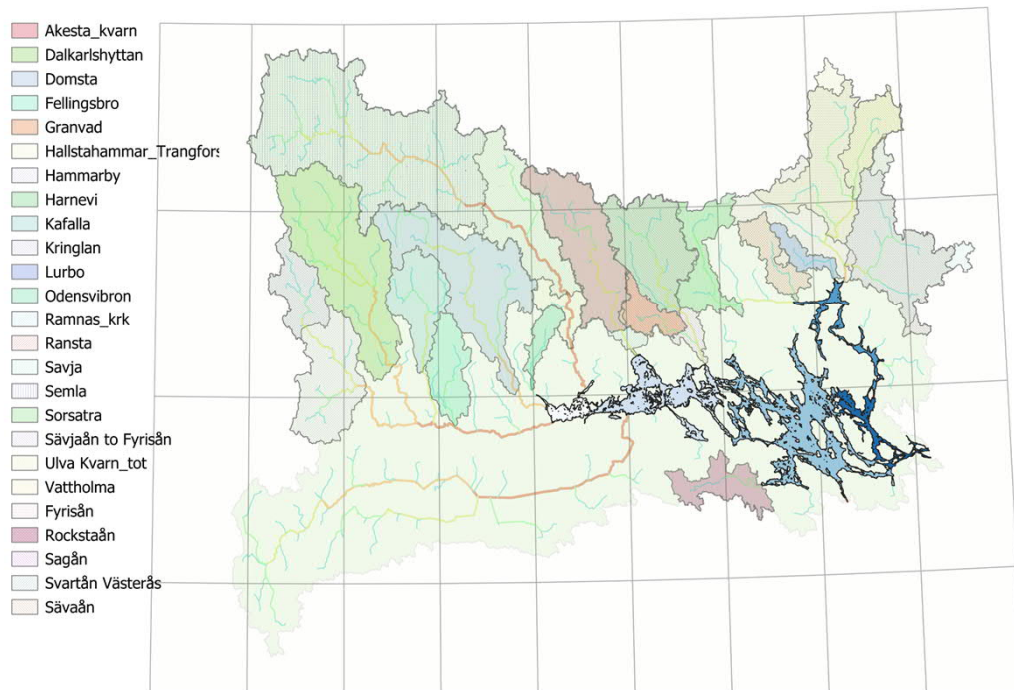 Akesta_kvarn
Dalkarlshyttan
Domsta
Fellingsbro
Granvad
Hallstahammar_Trangfors
Hammarby
Harnevi
Kafalla
Kringlan
Lurbo
Odensvibron
Ramnas_krk
Ransta
Savja
Semla
Sorsatra
Sävjaån to Fyrisån
Ulva Kvarn_tot
Vattholma
Fyrisån
Rockstaån
Sagån
Svartån Västerås
Sävaån